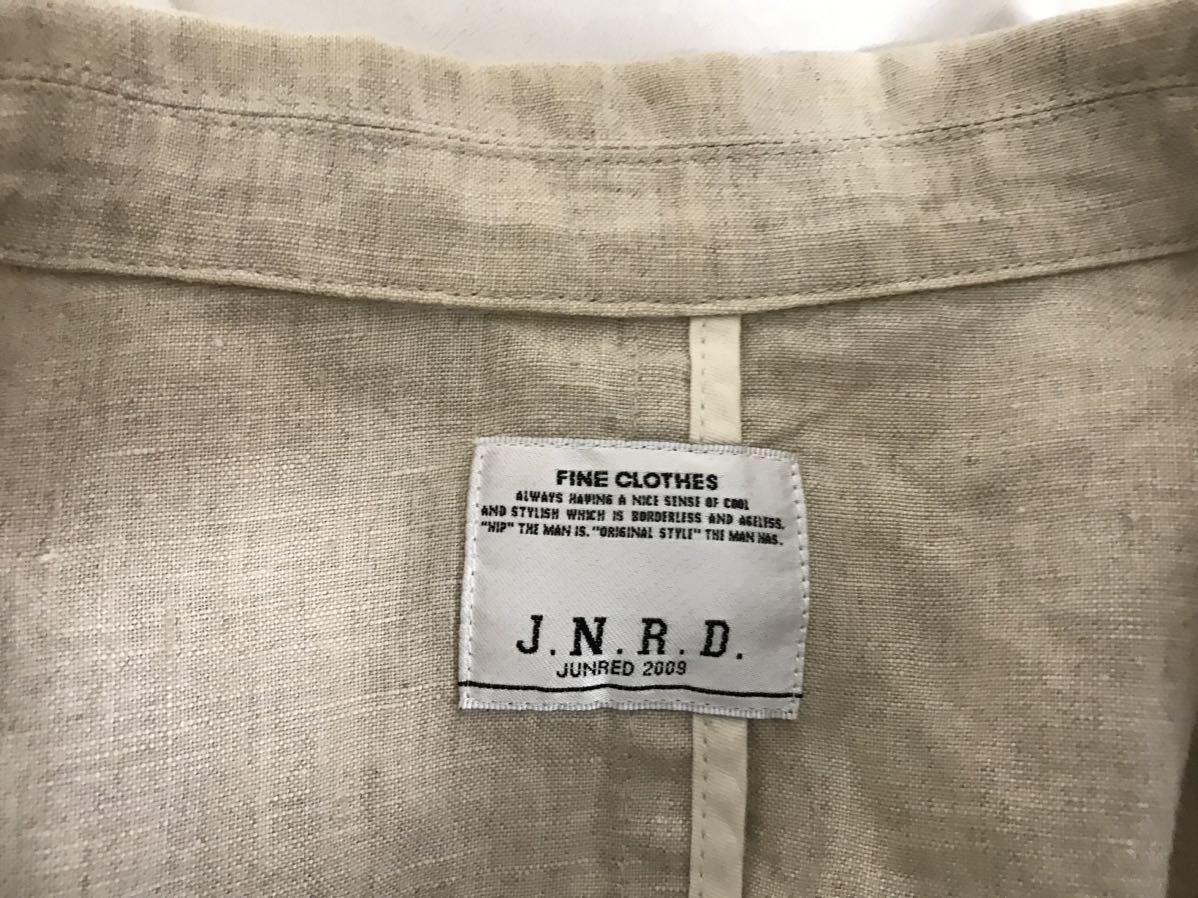 FINE CLOTHES
ALWAYS HAVING A NICE SENSE OF COOL
AND STYLISH WHICH IS BORDERLESS AND AGELESS.
"HIP" THE MAN IS. "ORIGINAL STYLE" THE MAN HAS.
J.N.R.D.
JUNRED 2009